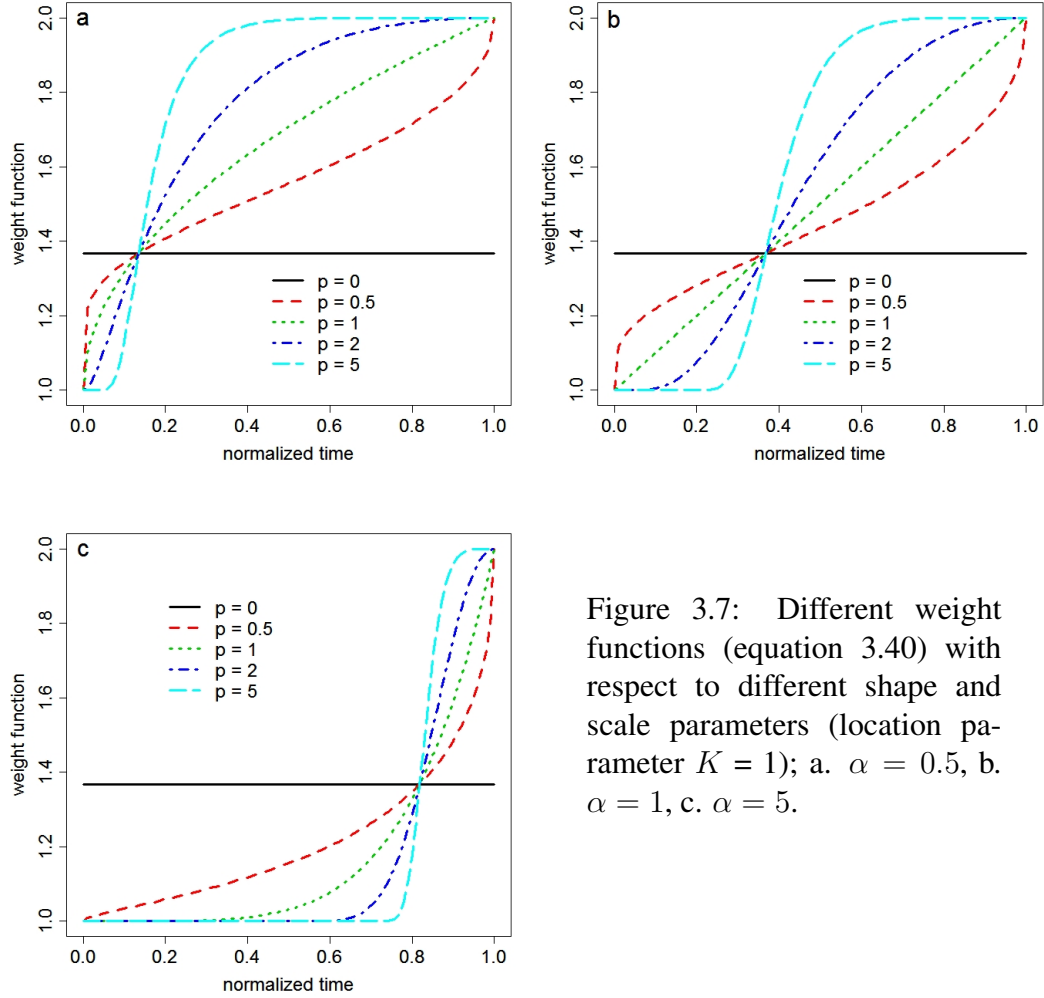 a
2.0
1.8
1.6
1.4
1.2
1.0
weight function
p = 0
p = 0.5
p = 1
p = 2
p = 5
0.0 0.2 0.4 0.6 0.8 1.0
normalized time
b
2.0
1.8
1.6
1.4
1.2
1.0
weight function
p = 0
p = 0.5
p = 1
p = 2
p = 5
0.0 0.2 0.4 0.6 0.8 1.0
normalized time
c
2.0
1.8
1.6
1.4
1.2
1.0
weight function
p = 0
p = 0.5
p = 1
p = 2
p = 5
0.0 0.2 0.4 0.6 0.8 1.0
normalized time
Figure 3.7: Different weight
functions (equation 3.40) with
respect to different shape and
scale parameters (location pa-
rameter K = 1); a. α = 0.5, b.
α = 1, c. α = 5.